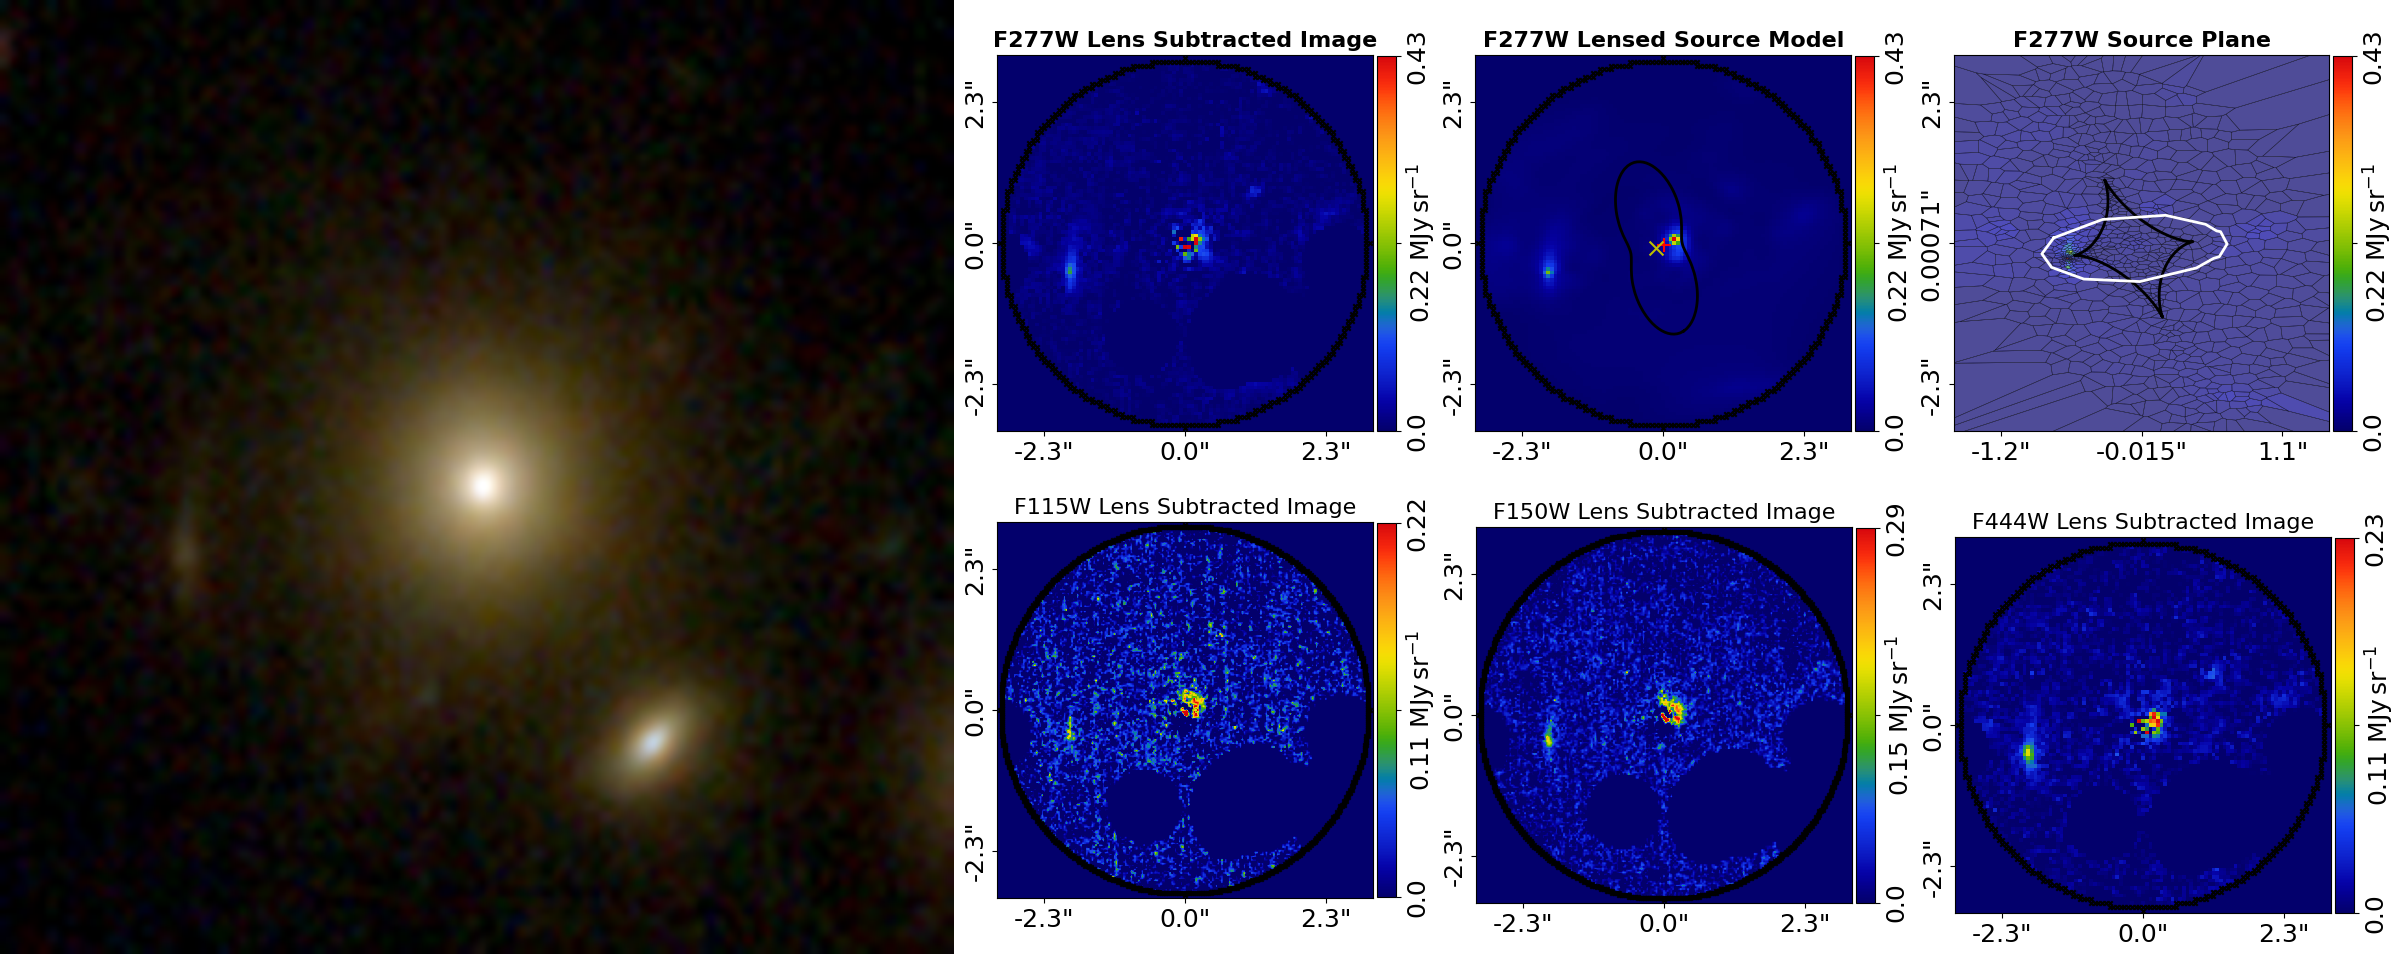 F277W Lens Subtracted Image
2.3"
0.0"
-2.3"
-2.3" 0.0" 2.3"
0.43
0.22 MJy sr⁻¹
0.0
F277W Lensed Source Model
2.3"
0.0"
-2.3"
-2.3" 0.0" 2.3"
0.43
0.22 MJy sr⁻¹
0.0
F277W Source Plane
2.3"
0.00071"
-2.3"
-1.2" -0.015" 1.1"
0.43
0.22 MJy sr⁻¹
0.0
F115W Lens Subtracted Image
2.3"
0.0"
-2.3"
-2.3" 0.0" 2.3"
0.22
0.11 MJy sr⁻¹
0.0
F150W Lens Subtracted Image
2.3"
0.0"
-2.3"
-2.3" 0.0" 2.3"
0.29
0.15 MJy sr⁻¹
0.0
F444W Lens Subtracted Image
2.3"
0.0"
-2.3"
-2.3" 0.0" 2.3"
0.23
0.11 MJy sr⁻¹
0.0